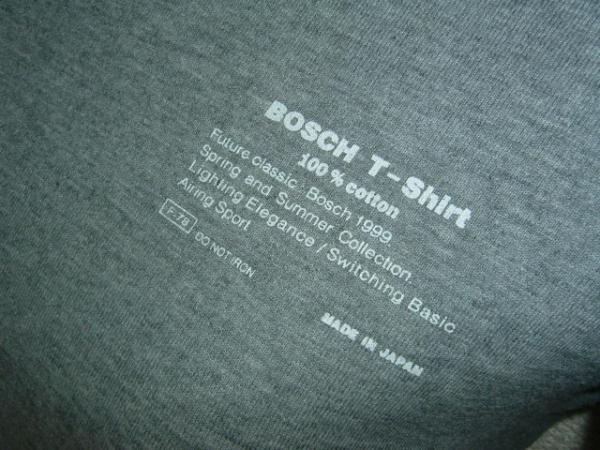 BOSCH T-Shirt
100% cotton
Future classic : Bosch 1999
Spring and Summer Collection.
Lighting Elegance / Switching Basic
Airing Sport
F-78 DO NOT IRON
MADE IN JAPAN